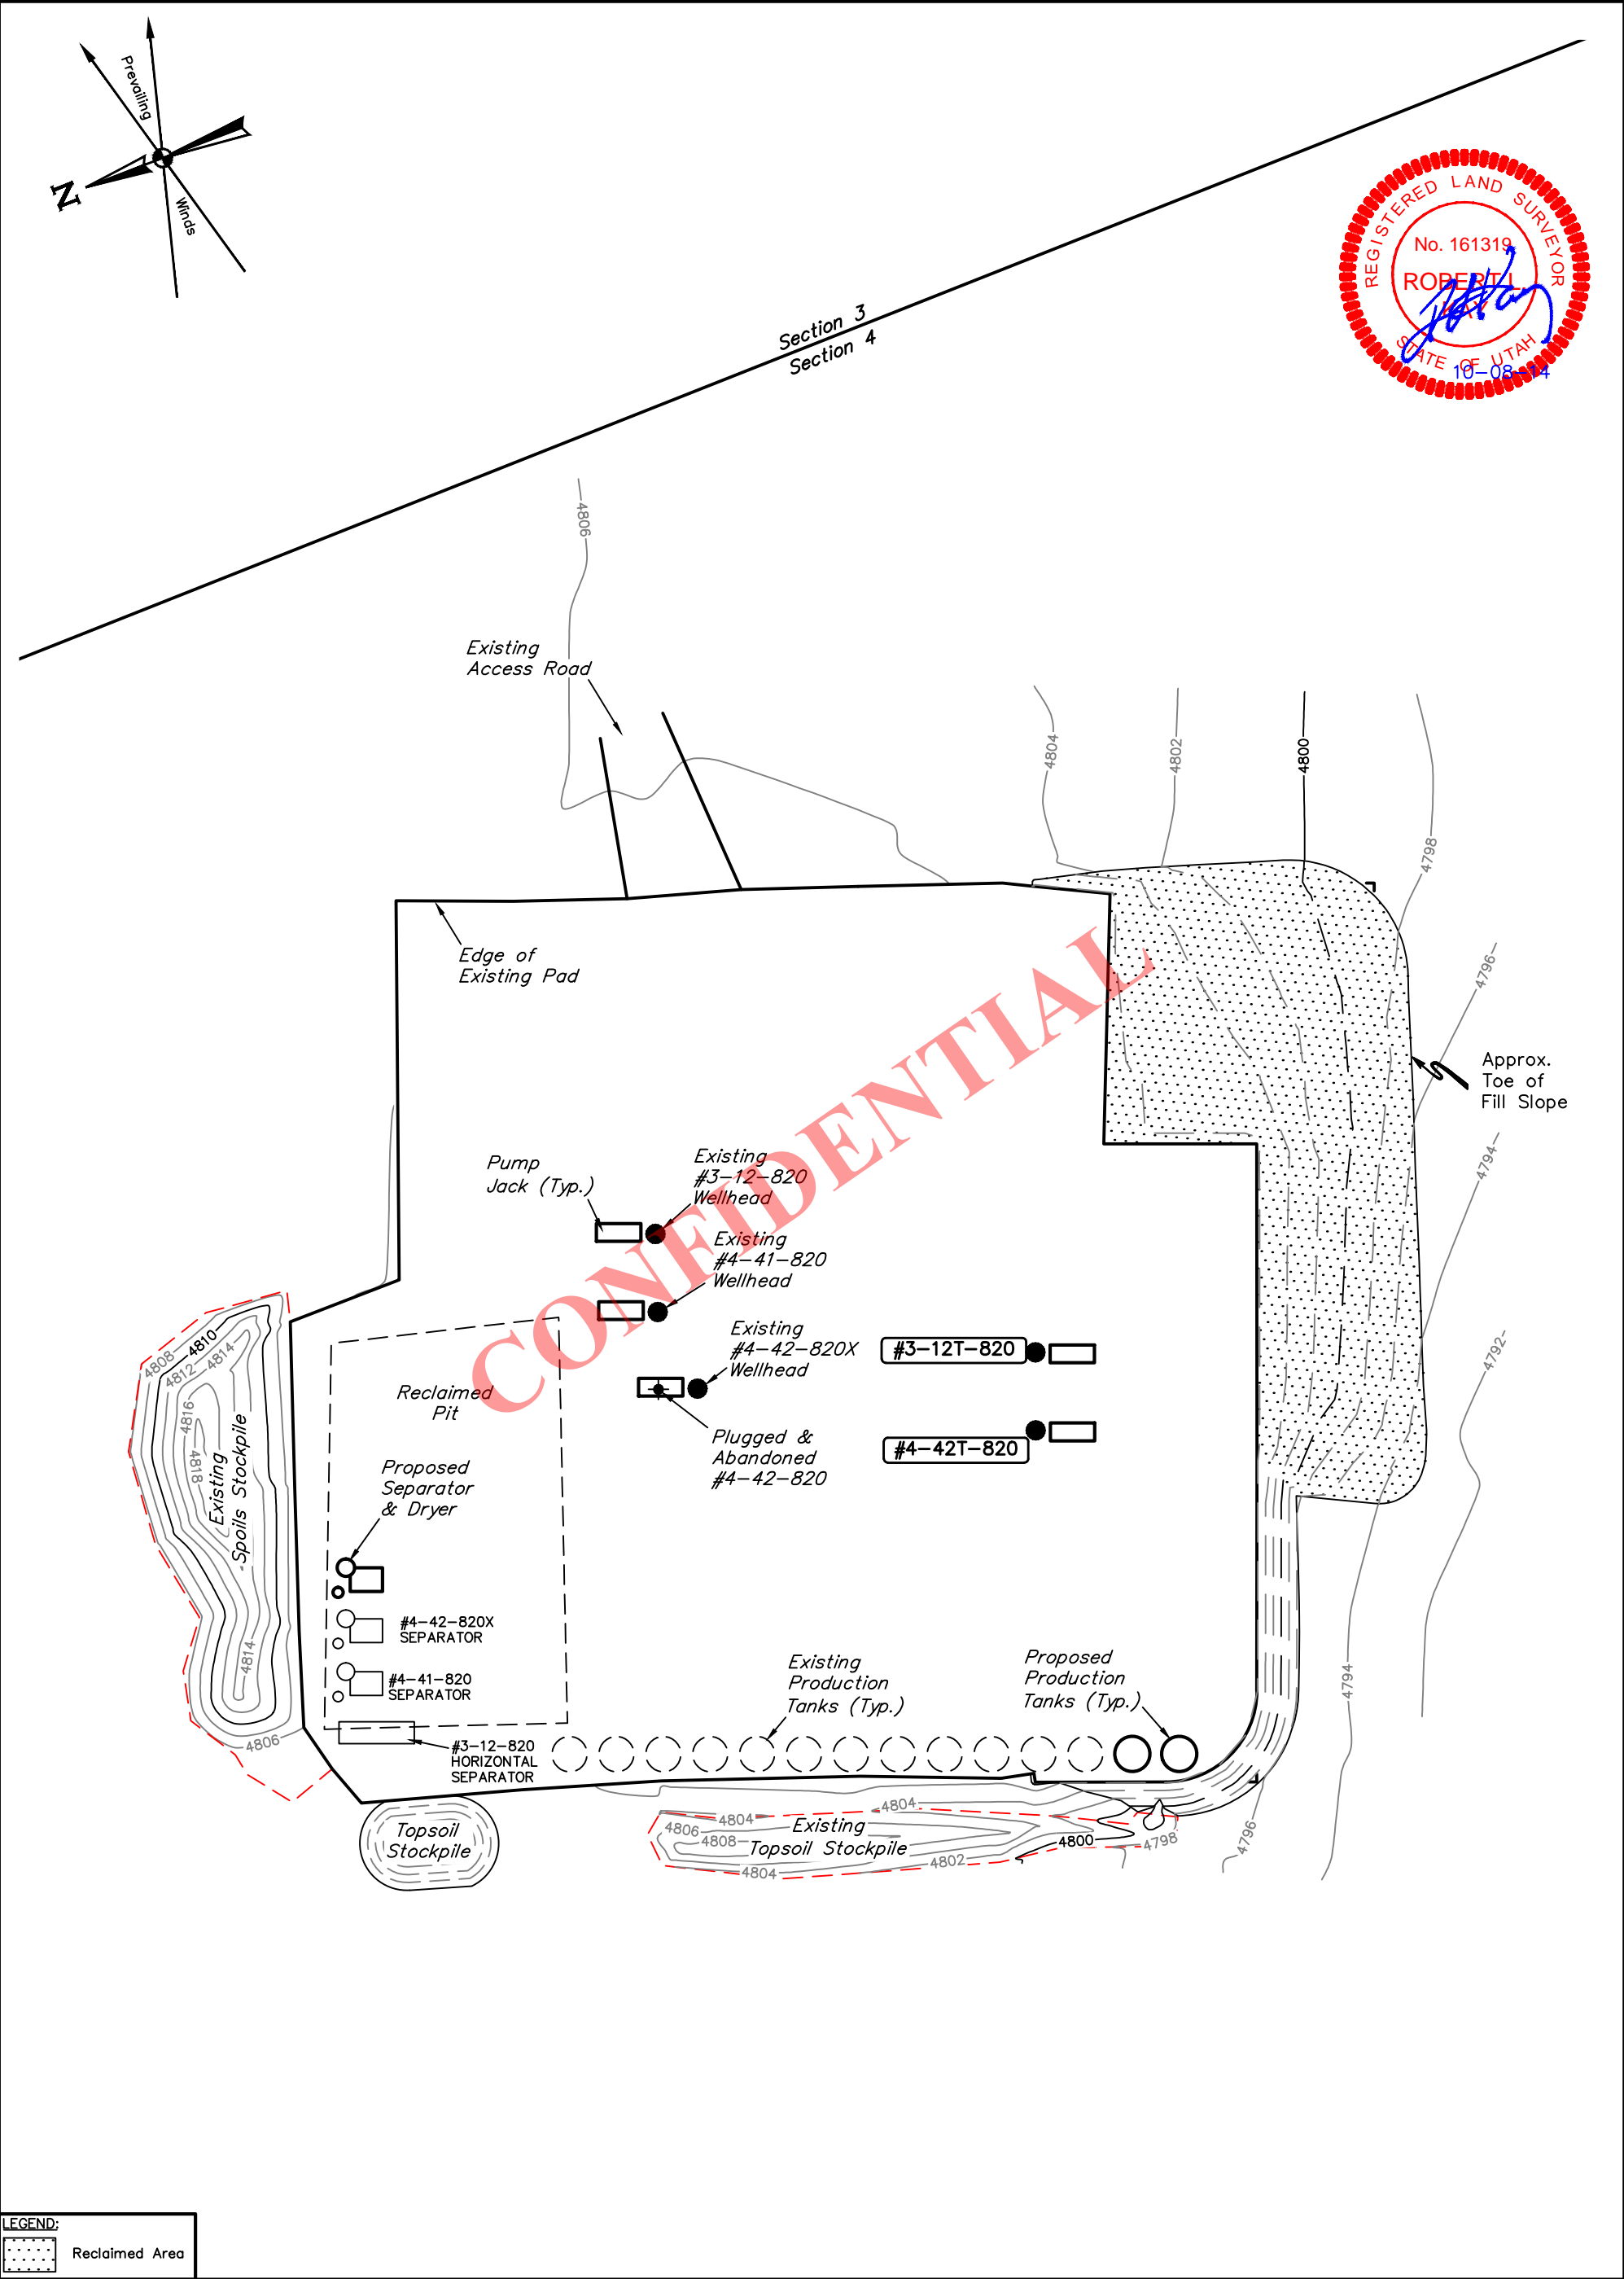 Prevailing
Winds
N
REGISTERED LAND SURVEYOR
No. 161319
ROBERT L.
KAY
STATE OF UTAH
10-08-14
Section 3
Section 4
4806
Existing
Access Road
4804
4802
4800
4798
4796
Edge of
Existing Pad
CONFIDENTIAL
Approx.
Toe of
Fill Slope
4794
Pump
Jack (Typ.)
Existing
#3-12-820
Wellhead
Existing
#4-41-820
Wellhead
Existing
#4-42-820X
Wellhead
#3-12T-820
4792
#4-42T-820
Plugged &
Abandoned
#4-42-820
Reclaimed
Pit
4808
4810
4812
4814
4816
4818
Existing
Spoils Stockpile
4814
4806
Proposed
Separator
& Dryer
#4-42-820X
SEPARATOR
#4-41-820
SEPARATOR
#3-12-820
HORIZONTAL
SEPARATOR
Existing
Production
Tanks (Typ.)
Proposed
Production
Tanks (Typ.)
4794
Topsoil
Stockpile
4804
4804
4806
4808
Existing
Topsoil Stockpile
4800
4798
4796
4802
4804
LEGEND:
Reclaimed Area